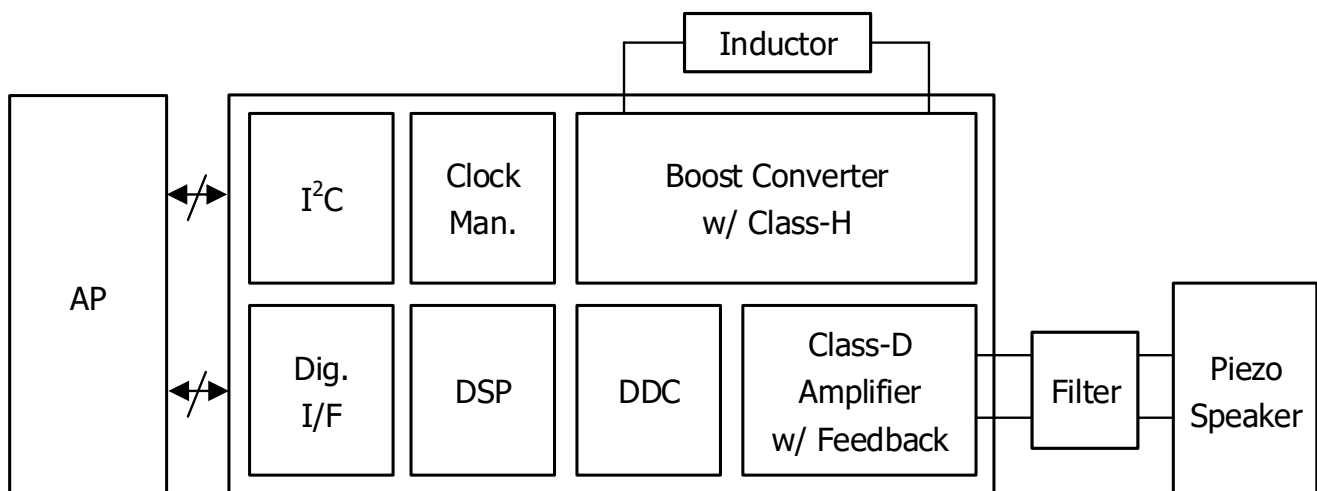 Inductor
I²C
Clock
Man.
Boost Converter
w/ Class-H
AP
Dig.
I/F
DSP
DDC
Class-D
Amplifier
w/ Feedback
Filter
Piezo
Speaker